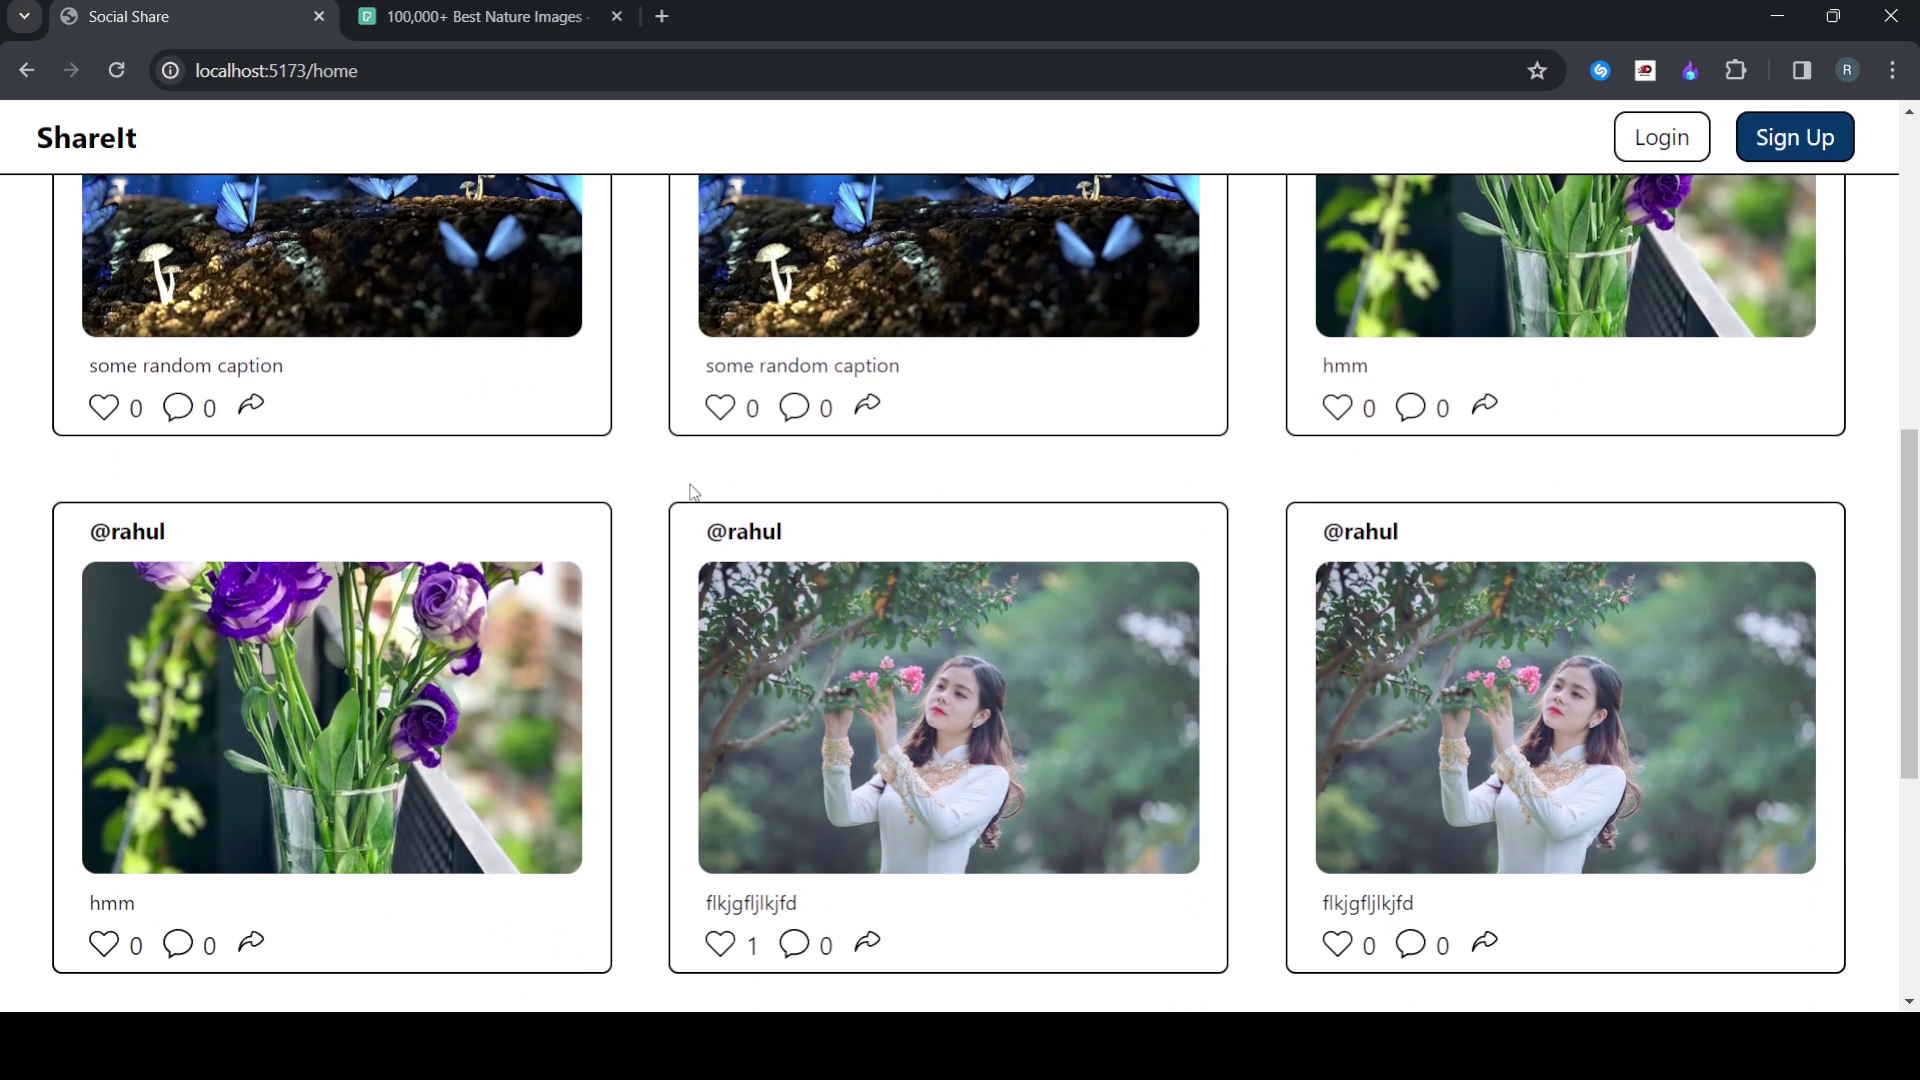 Social Share
100,000+ Best Nature Images -
localhost:5173/home
R
ShareIt
Login
Sign Up
some random caption
some random caption
hmm
0 0
0 0
0 0
@rahul
@rahul
@rahul
hmm
flkjgfljlkjfd
flkjgfljlkjfd
0 0
1 0
0 0